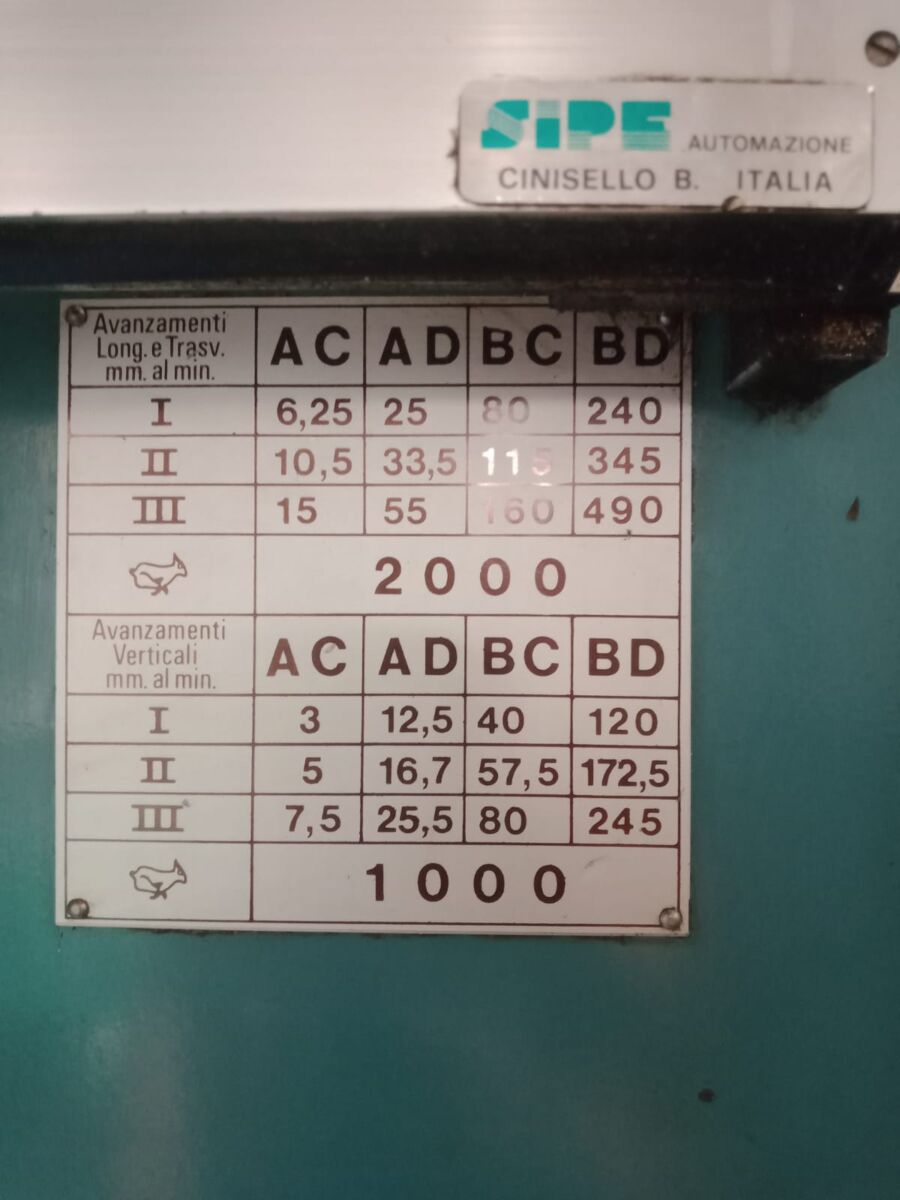 SIPE AUTOMAZIONE
CINISELLO B. ITALIA
Avanzamenti
Long. e Trasv.
mm. al min.
AC AD BC BD
I 6,25 25 80 240
II 10,5 33,5 115 345
III 15 55 160 490
2000
Avanzamenti
Verticali
mm. al min.
AC AD BC BD
I 3 12,5 40 120
II 5 16,7 57,5 172,5
III 7,5 25,5 80 245
1000